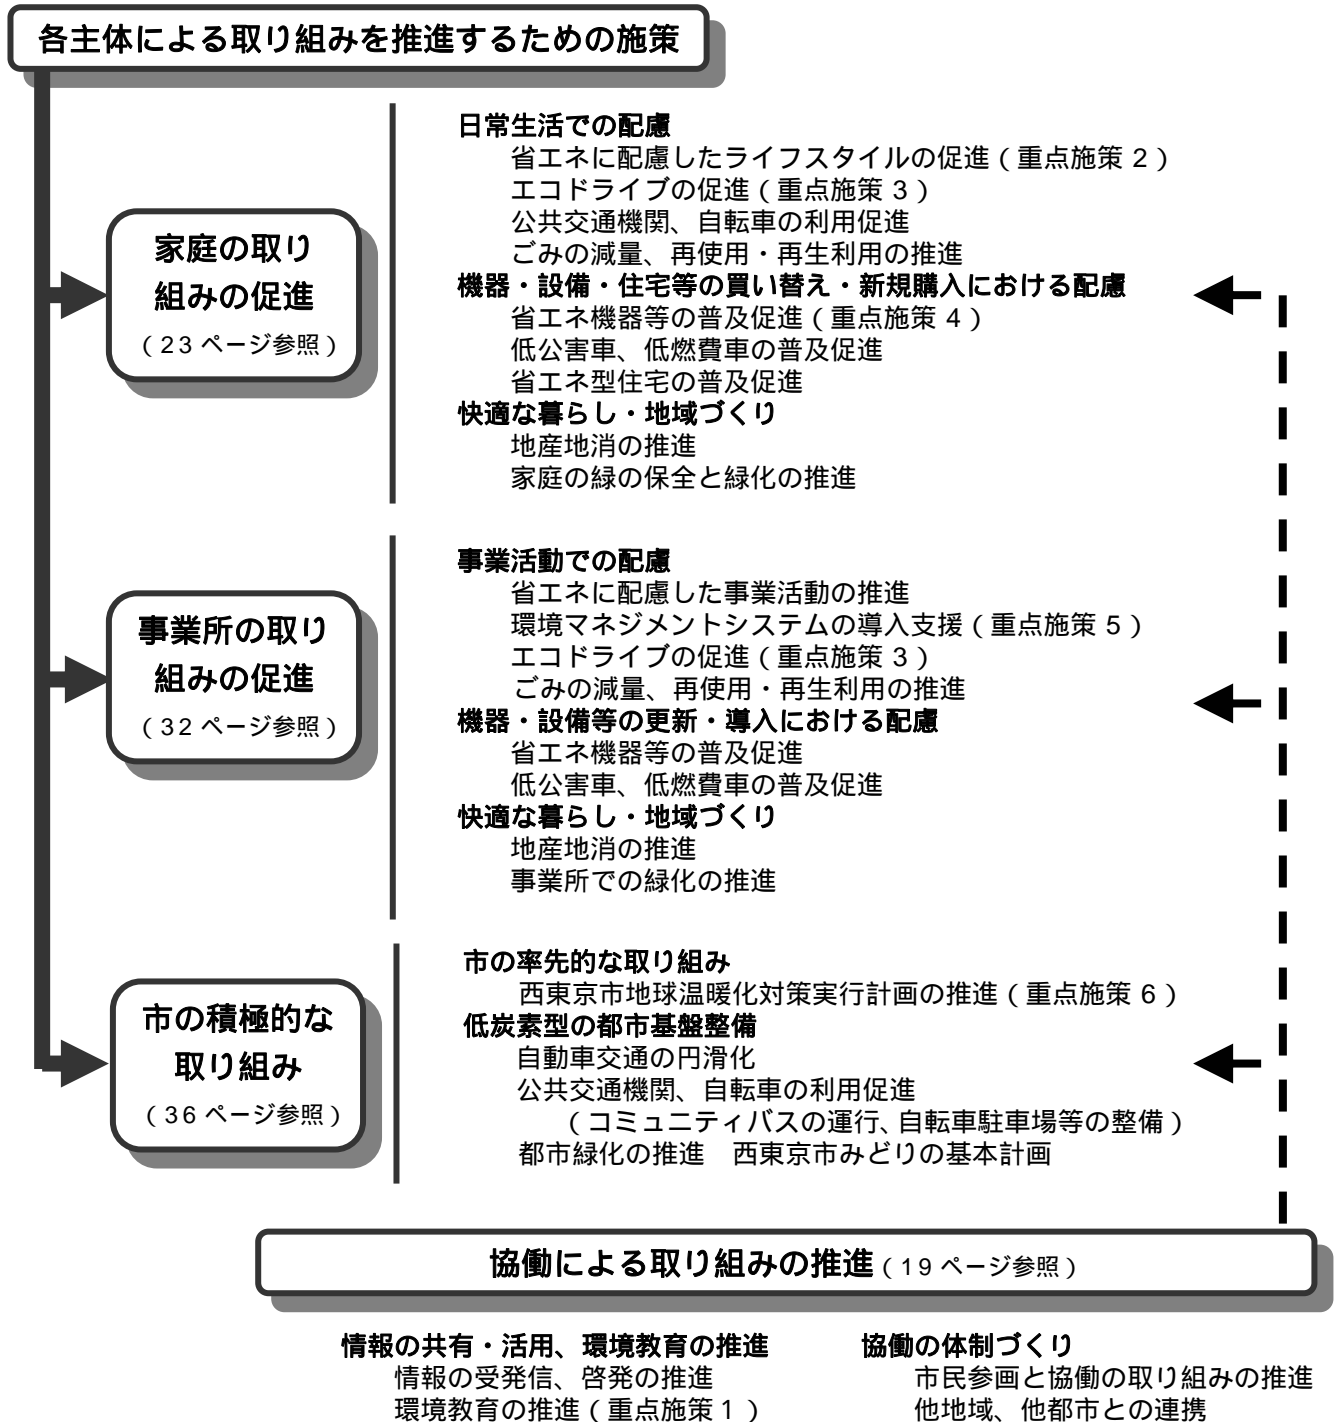 各主体による取り組みを推進するための施策
家庭の取り
組みの促進
(23 ページ参照)
日常生活での配慮
省エネに配慮したライフスタイルの促進(重点施策 2)
エコドライブの促進(重点施策 3)
公共交通機関、自転車の利用促進
ごみの減量、再使用・再生利用の推進
機器・設備・住宅等の買い替え・新規購入における配慮
省エネ機器等の普及促進(重点施策 4)
低公害車、低燃費車の普及促進
省エネ型住宅の普及促進
快適な暮らし・地域づくり
地産地消の推進
家庭の緑の保全と緑化の推進
事業所の取り
組みの促進
(32 ページ参照)
事業活動での配慮
省エネに配慮した事業活動の推進
環境マネジメントシステムの導入支援(重点施策 5)
エコドライブの促進(重点施策 3)
ごみの減量、再使用・再生利用の推進
機器・設備等の更新・導入における配慮
省エネ機器等の普及促進
低公害車、低燃費車の普及促進
快適な暮らし・地域づくり
地産地消の推進
事業所での緑化の推進
市の積極的な
取り組み
(36 ページ参照)
市の率先的な取り組み
西東京市地球温暖化対策実行計画の推進(重点施策 6)
低炭素型の都市基盤整備
自動車交通の円滑化
公共交通機関、自転車の利用促進
(コミュニティバスの運行、自転車駐車場等の整備)
都市緑化の推進 西東京市みどりの基本計画
協働による取り組みの推進(19 ページ参照)
情報の共有・活用、環境教育の推進
情報の受発信、啓発の推進
環境教育の推進(重点施策1)
協働の体制づくり
市民参画と協働の取り組みの推進
他地域、他都市との連携